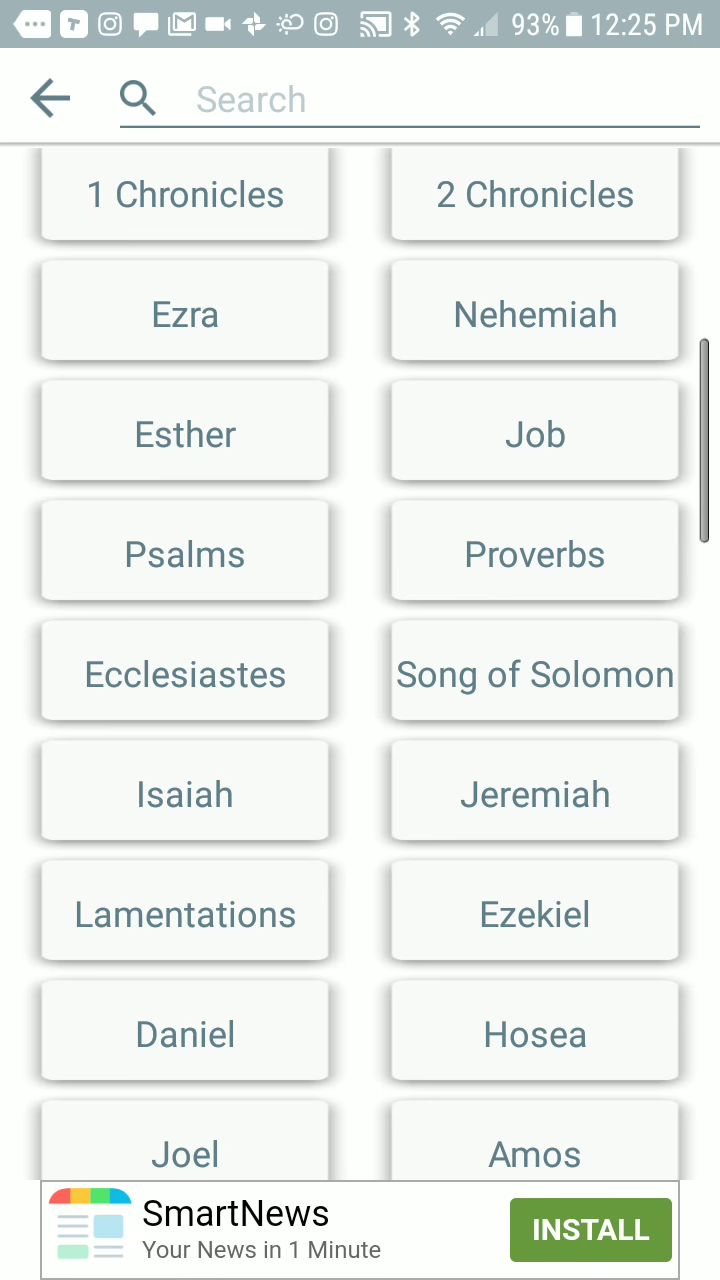 93% 12:25 PM
Search
1 Chronicles 2 Chronicles
Ezra Nehemiah
Esther Job
Psalms Proverbs
Ecclesiastes Song of Solomon
Isaiah Jeremiah
Lamentations Ezekiel
Daniel Hosea
Joel Amos
SmartNews
Your News in 1 Minute
INSTALL